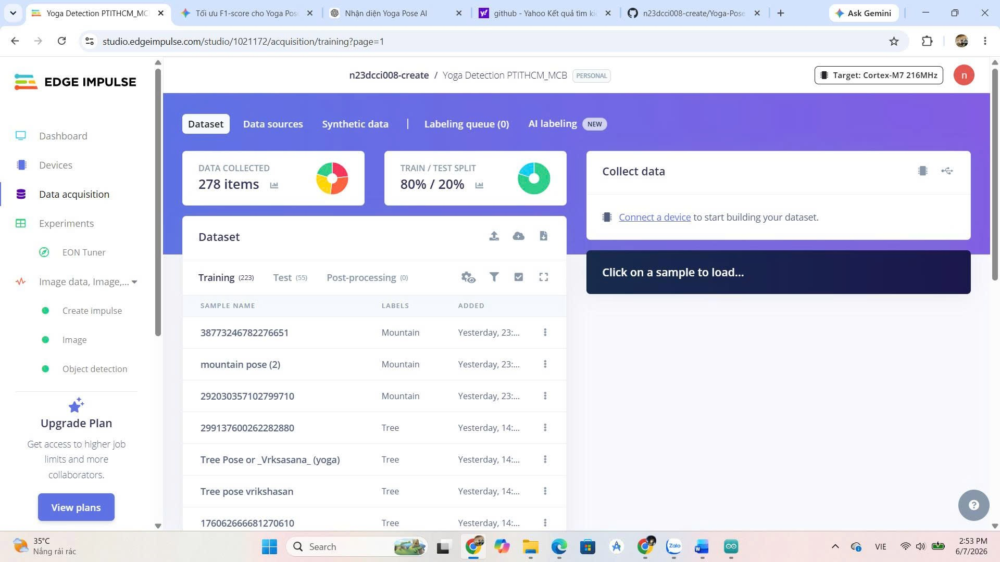 Yoga Detection PTITHCM_MC
Tối ưu F1-score cho Yoga Pos
Nhận diện Yoga Pose AI
github - Yahoo Kết quả tìm ki
n23dcci008-create/Yoga-Pose
Ask Gemini
studio.edgeimpulse.com/studio/1021172/acquisition/training?page=1
EDGE IMPULSE
n23dcci008-create / Yoga Detection PTITHCM_MCB PERSONAL
Target: Cortex-M7 216MHz
n
Dashboard
Devices
Data acquisition
Experiments
EON Tuner
Image data, Image,...
Create impulse
Image
Object detection
Upgrade Plan
Get access to higher job
limits and more
collaborators.
View plans
Dataset Data sources Synthetic data | Labeling queue (0) AI labeling NEW
DATA COLLECTED
278 items
TRAIN / TEST SPLIT
80% / 20%
Collect data
Connect a device to start building your dataset.
Click on a sample to load...
Dataset
Training (223) Test (55) Post-processing (0)
SAMPLE NAME LABELS ADDED
38773246782276651 Mountain Yesterday, 23:...
mountain pose (2) Mountain Yesterday, 23:...
292030357102799710 Mountain Yesterday, 23:...
299137600262282880 Tree Yesterday, 14:...
Tree Pose or _Vrksasana_ (yoga) Tree Yesterday, 14:...
Tree pose vrikshasan Tree Yesterday, 14:...
176062666681270610 Tree Yesterday, 14:...
35°C
Nắng rải rác
Search
Zalo
VIE
2:53 PM
6/7/2026